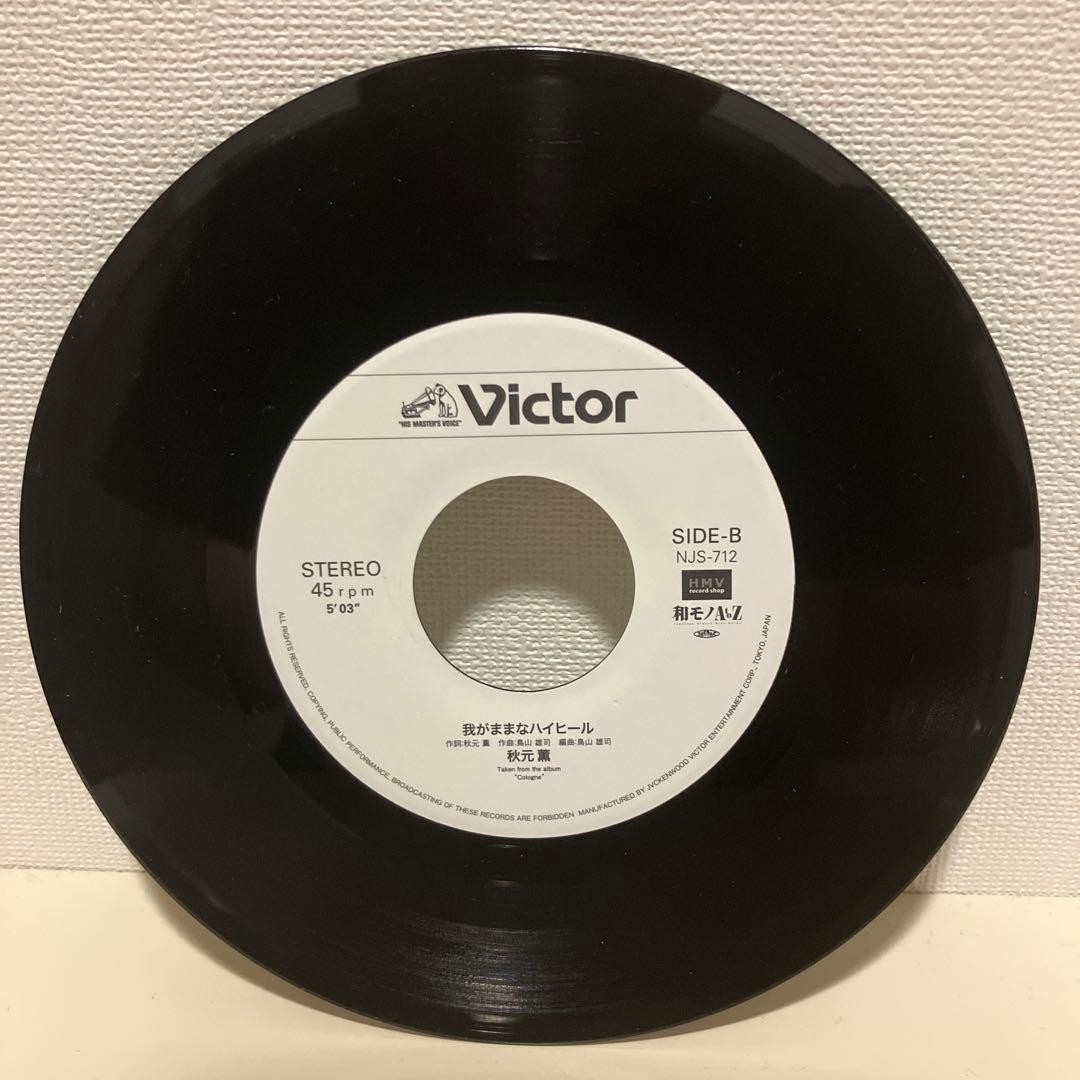 "HIS MASTER'S VOICE"
Victor
STEREO
45 rpm
5'03"
SIDE-B
NJS-712
HMV
record shop
和モノAtoZ
我がままなハイヒール
作詞:秋元 薫 作曲:鳥山 雄司 編曲:鳥山 雄司
秋元 薫
Taken from the album
"Cologne"
ALL RIGHTS RESERVED, COPYING, PUBLIC PERFORMANCE, BROADCASTING OF THESE RECORDS ARE FORBIDDEN MANUFACTURED BY JVCKENWOOD VICTOR ENTERTAINMENT CORP., TOKYO, JAPAN